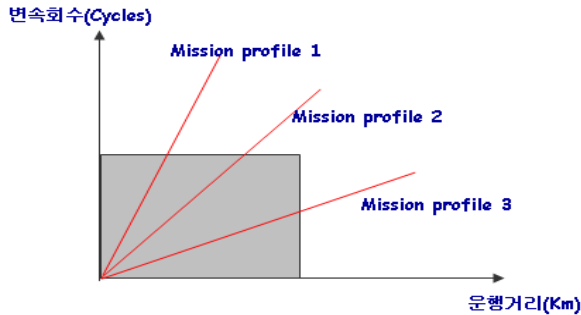 변속회수(Cycles)
Mission profile 1
Mission profile 2
Mission profile 3
운행거리(Km)